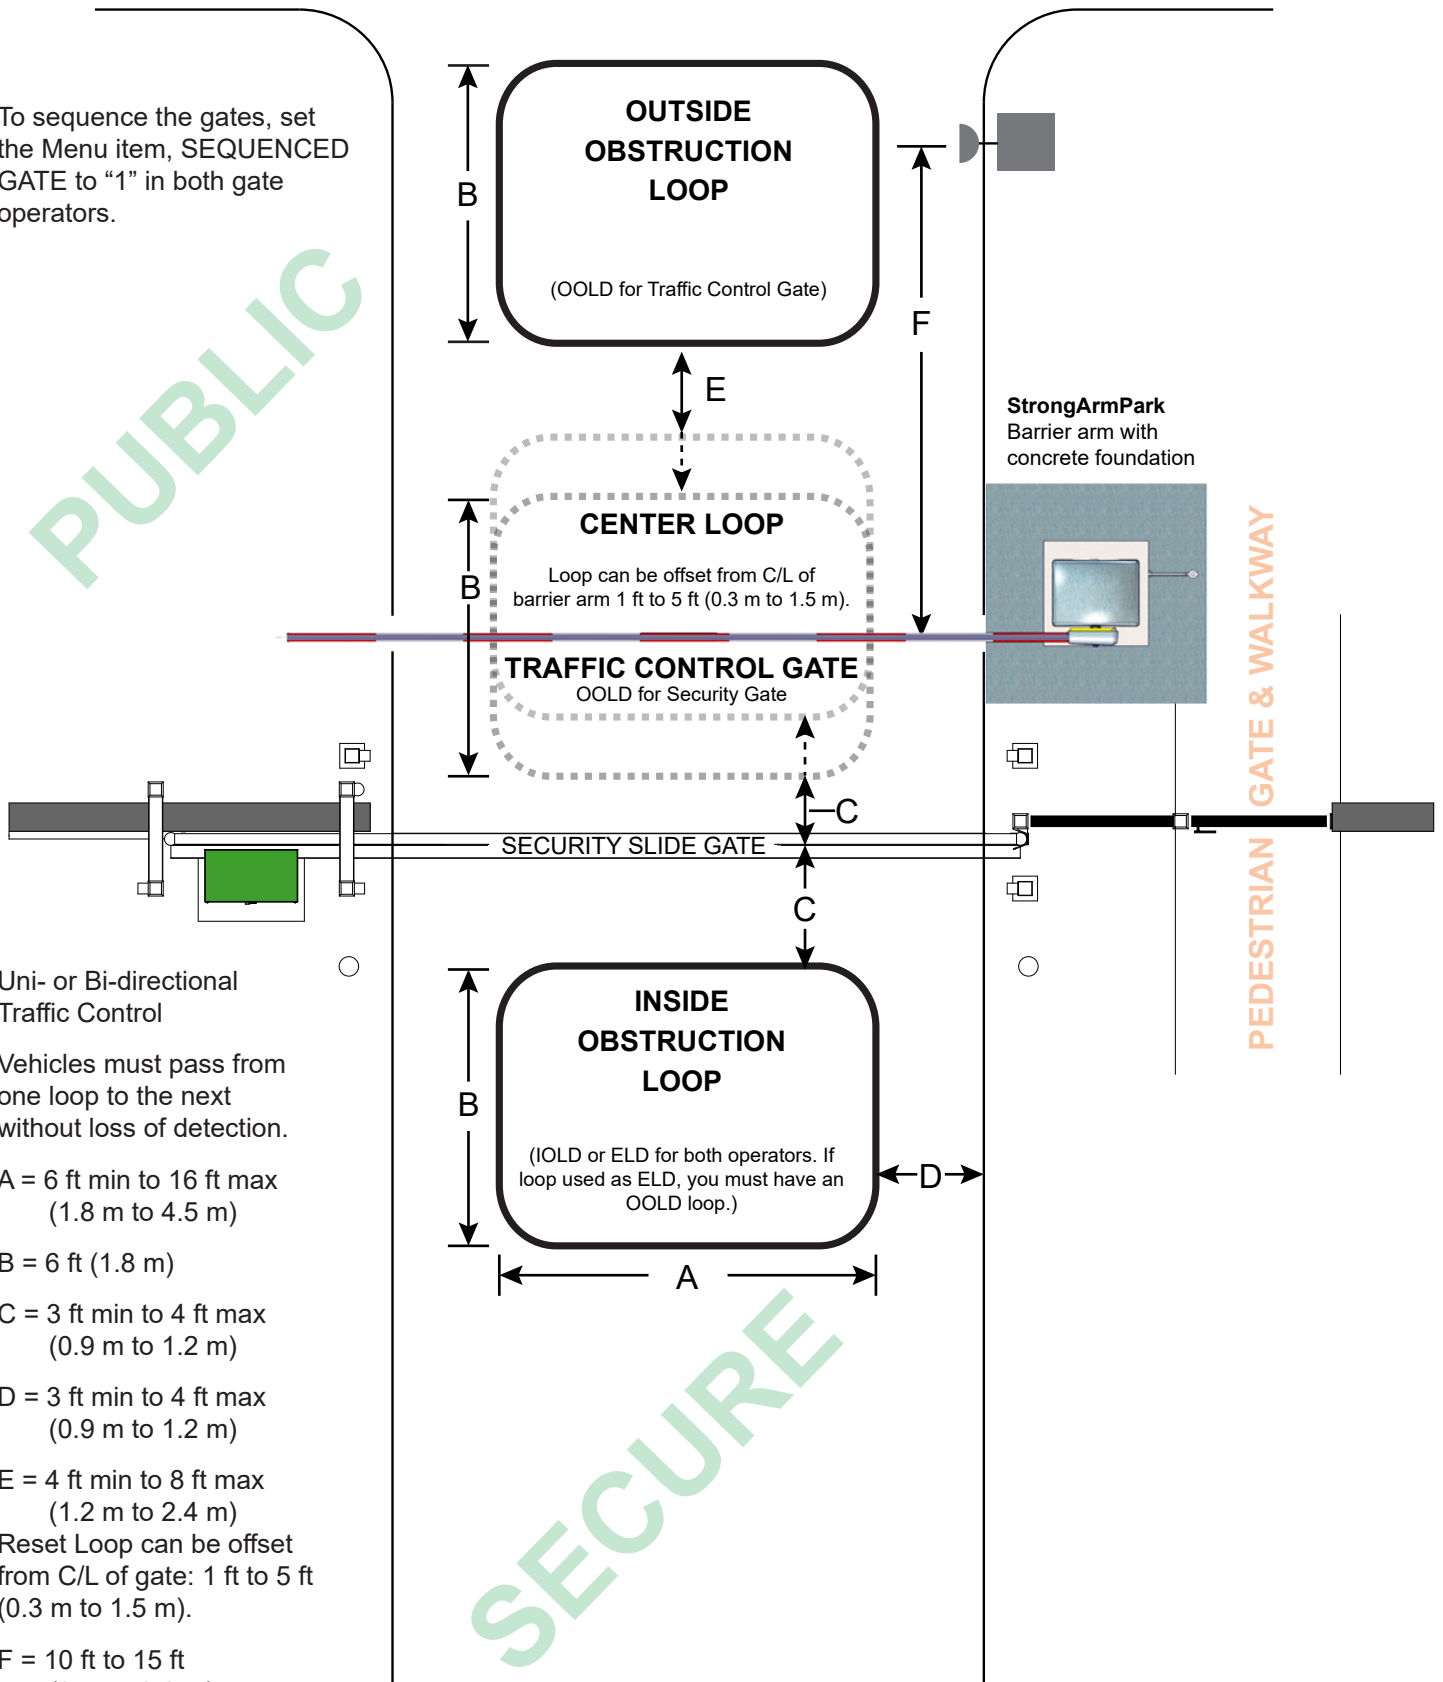 To sequence the gates, set
the Menu item, SEQUENCED
GATE to “1” in both gate
operators.
PUBLIC
OUTSIDE
OBSTRUCTION
LOOP
(OOLD for Traffic Control Gate)
B
F
E
StrongArmPark
Barrier arm with
concrete foundation
CENTER LOOP
Loop can be offset from C/L of
barrier arm 1 ft to 5 ft (0.3 m to 1.5 m).
B
TRAFFIC CONTROL GATE
OOLD for Security Gate
PEDESTRIAN GATE & WALKWAY
C
SECURITY SLIDE GATE
C
INSIDE
OBSTRUCTION
LOOP
(IOLD or ELD for both operators. If
loop used as ELD, you must have an
OOLD loop.)
B
D
A
SECURE
Uni- or Bi-directional
Traffic Control
Vehicles must pass from
one loop to the next
without loss of detection.
A = 6 ft min to 16 ft max
(1.8 m to 4.5 m)
B = 6 ft (1.8 m)
C = 3 ft min to 4 ft max
(0.9 m to 1.2 m)
D = 3 ft min to 4 ft max
(0.9 m to 1.2 m)
E = 4 ft min to 8 ft max
(1.2 m to 2.4 m)
Reset Loop can be offset
from C/L of gate: 1 ft to 5 ft
(0.3 m to 1.5 m).
F = 10 ft to 15 ft